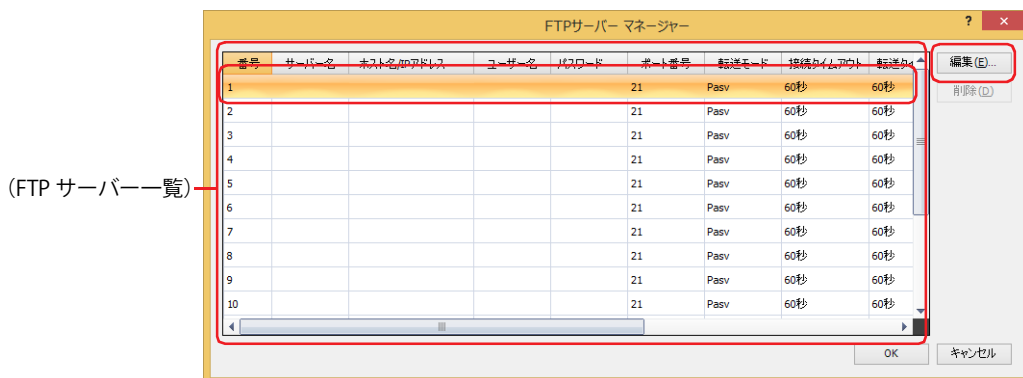 FTPサーバー マネージャー
? ×
番号 サーバー名 ホスト名/IPアドレス ユーザー名 パスワード ポート番号 転送モード 接続タイムアウト 転送タイ
編集(E)...
1 21 Pasv 60秒 60秒
削除(D)
2 21 Pasv 60秒 60秒
3 21 Pasv 60秒 60秒
4 21 Pasv 60秒 60秒
(FTP サーバー一覧)
5 21 Pasv 60秒 60秒
6 21 Pasv 60秒 60秒
7 21 Pasv 60秒 60秒
8 21 Pasv 60秒 60秒
9 21 Pasv 60秒 60秒
10 21 Pasv 60秒 60秒
OK キャンセル